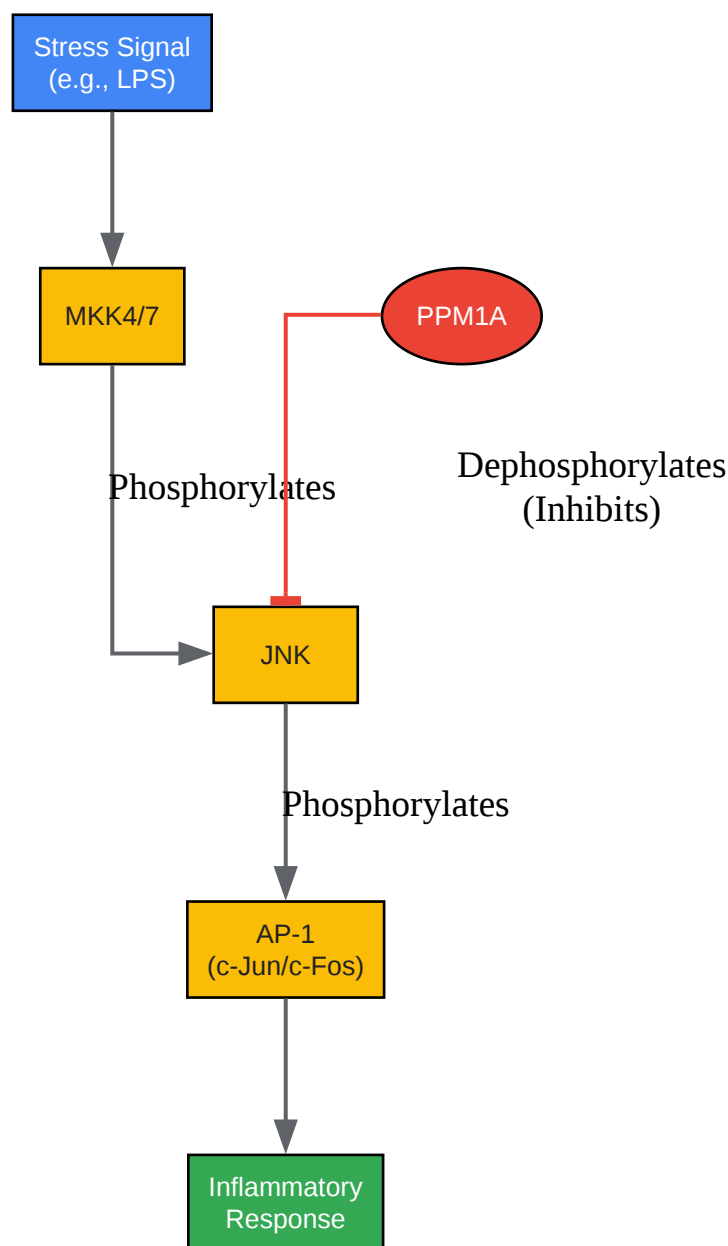 Stress Signal
(e.g., LPS)
MKK4/7
PPM1A
Phosphorylates
Dephosphorylates
(Inhibits)
JNK
Phosphorylates
AP-1
(c-Jun/c-Fos)
Inflammatory
Response